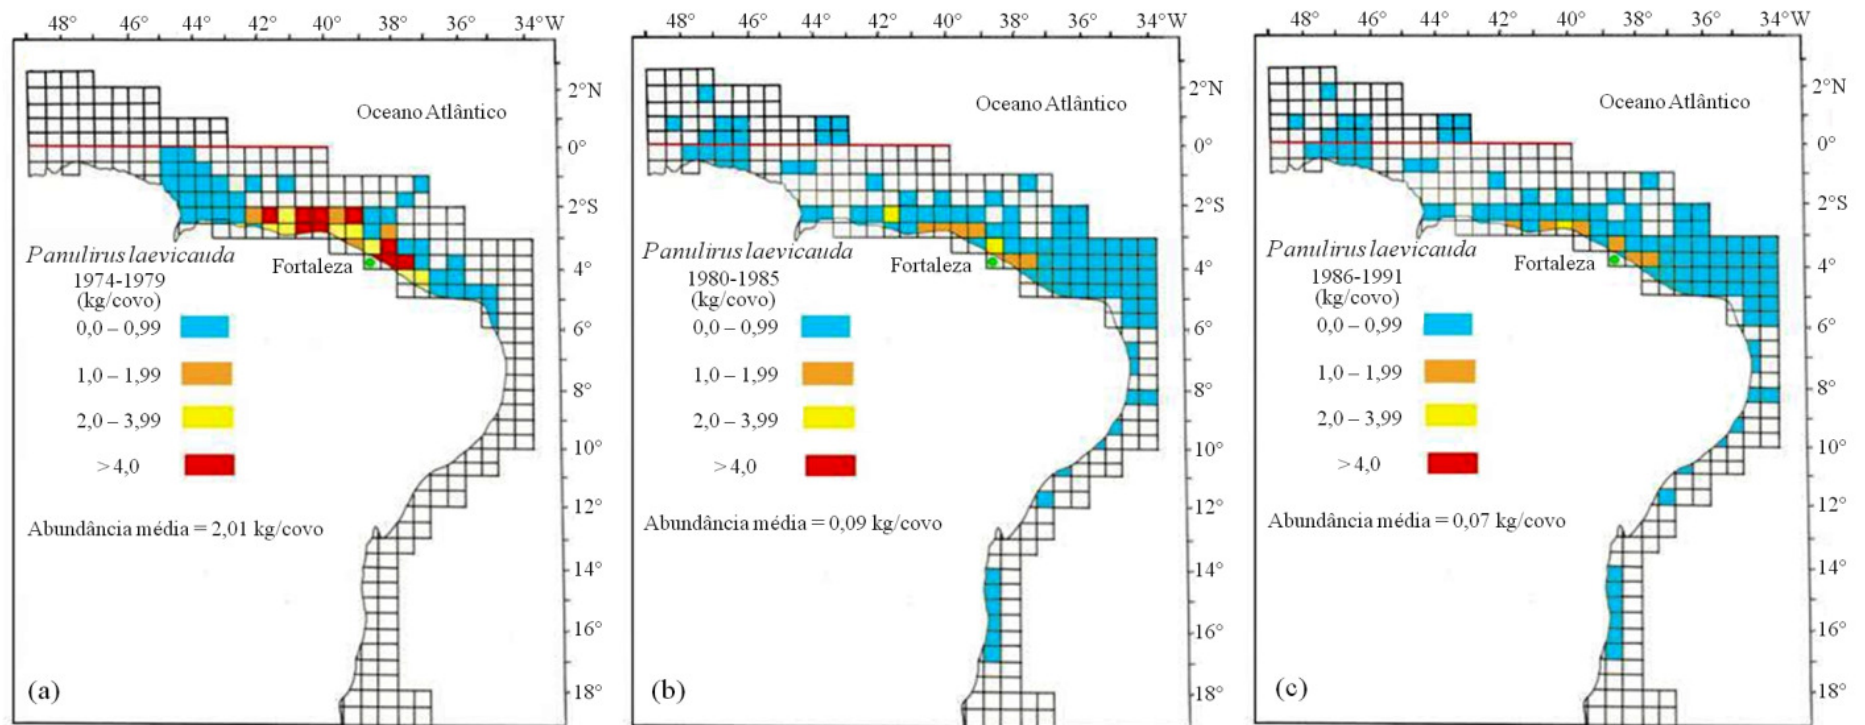 48° 46° 44° 42° 40° 38° 36° 34°W
Oceano Atlântico
2°N
0°
2°S
4°
6°
8°
10°
12°
14°
16°
18°
Panulirus laevicauda
1974-1979
(kg/covo)
0,0 – 0,99
1,0 – 1,99
2,0 – 3,99
> 4,0
Fortaleza
Abundância média = 2,01 kg/covo
(a)
48° 46° 44° 42° 40° 38° 36° 34°W
Oceano Atlântico
2°N
0°
2°S
4°
6°
8°
10°
12°
14°
16°
18°
Panulirus laevicauda
1980-1985
(kg/covo)
0,0 – 0,99
1,0 – 1,99
2,0 – 3,99
> 4,0
Fortaleza
Abundância média = 0,09 kg/covo
(b)
48° 46° 44° 42° 40° 38° 36° 34°W
Oceano Atlântico
2°N
0°
2°S
4°
6°
8°
10°
12°
14°
16°
18°
Panulirus laevicauda
1986-1991
(kg/covo)
0,0 – 0,99
1,0 – 1,99
2,0 – 3,99
> 4,0
Fortaleza
Abundância média = 0,07 kg/covo
(c)